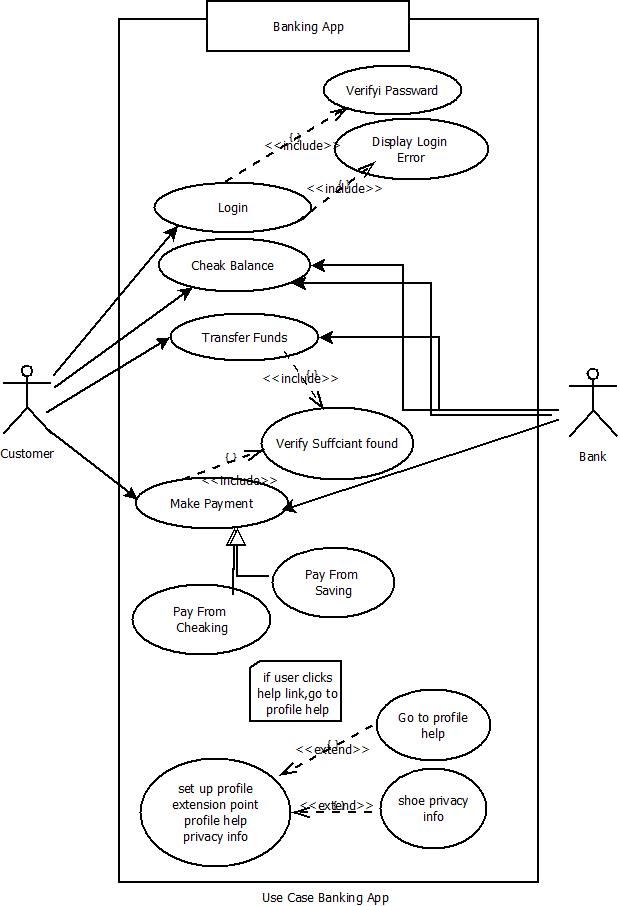 Banking App
Verifyi Passward
{.}
<<include>>
Display Login
Error
{.}
<<include>>
Login
Cheak Balance
Transfer Funds
{.}
<<include>>
Customer
Bank
Verify Suffciant found
{.}
<<include>>
Make Payment
Pay From
Saving
Pay From
Cheaking
if user clicks
help link,go to
profile help
Go to profile
help
{.}
<<extend>>
set up profile
extension point
profile help
privacy info
{.}
<<extend>>
shoe privacy
info
Use Case Banking App